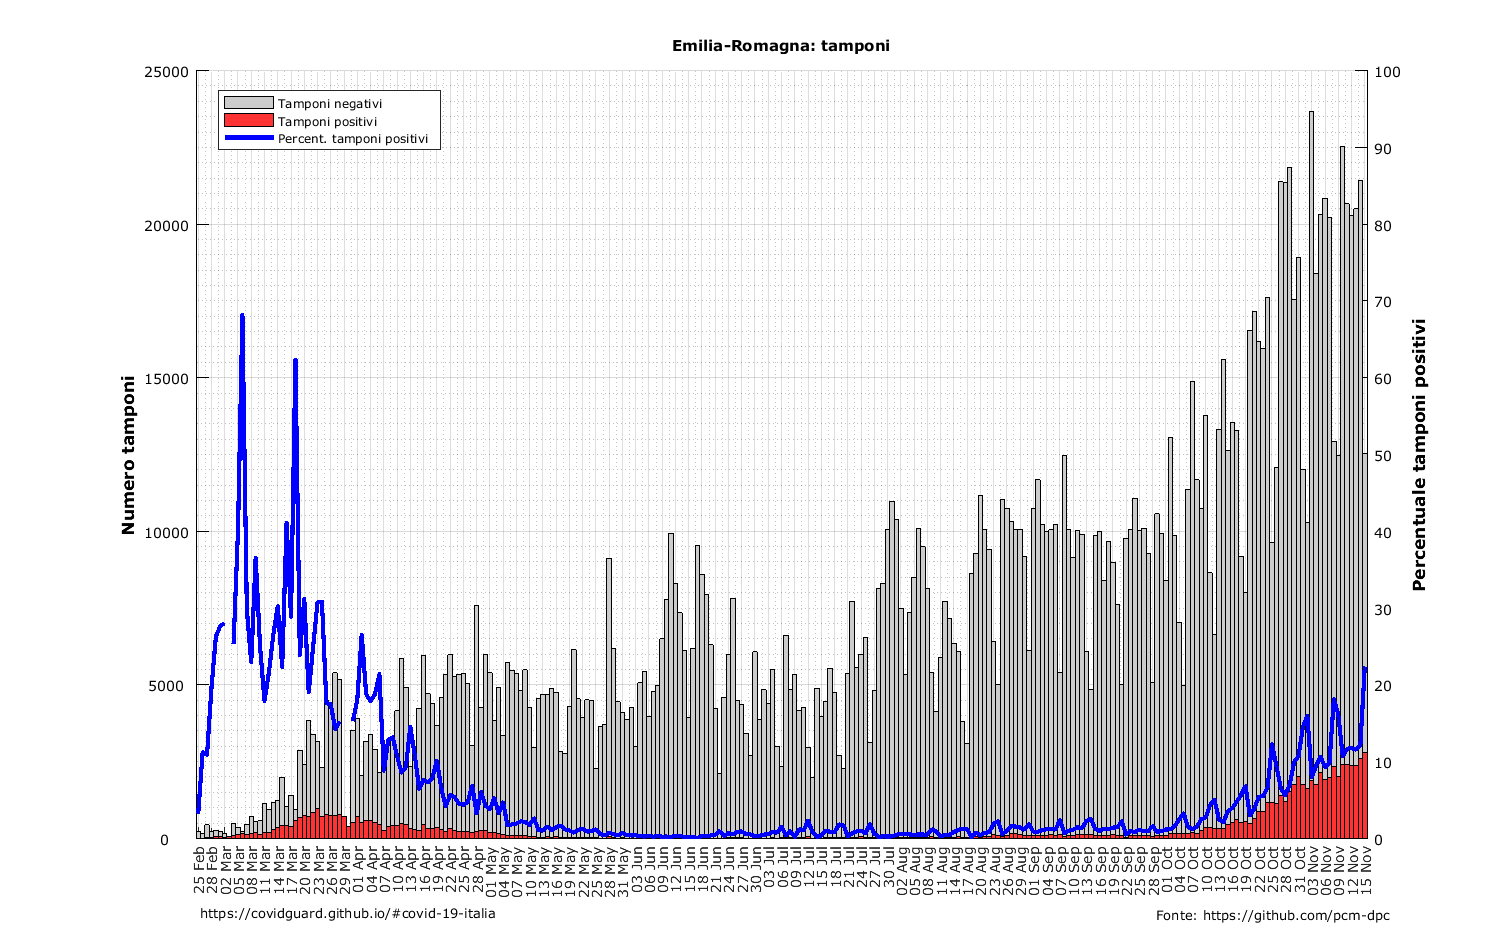 Emilia-Romagna: tamponi
25000
20000
15000
10000
5000
0
Numero tamponi
Tamponi negativi
Tamponi positivi
Percent. tamponi positivi
100
90
80
70
60
50
40
30
20
10
0
Percentuale tamponi positivi
25 Feb
28 Feb
02 Mar
05 Mar
08 Mar
11 Mar
14 Mar
17 Mar
20 Mar
23 Mar
26 Mar
29 Mar
01 Apr
04 Apr
07 Apr
10 Apr
13 Apr
16 Apr
19 Apr
22 Apr
25 Apr
28 Apr
01 May
04 May
07 May
10 May
13 May
16 May
19 May
22 May
25 May
28 May
31 May
03 Jun
06 Jun
09 Jun
12 Jun
15 Jun
18 Jun
21 Jun
24 Jun
27 Jun
30 Jun
03 Jul
06 Jul
09 Jul
12 Jul
15 Jul
18 Jul
21 Jul
24 Jul
27 Jul
30 Jul
02 Aug
05 Aug
08 Aug
11 Aug
14 Aug
17 Aug
20 Aug
23 Aug
26 Aug
29 Aug
01 Sep
04 Sep
07 Sep
10 Sep
13 Sep
16 Sep
19 Sep
22 Sep
25 Sep
28 Sep
01 Oct
04 Oct
07 Oct
10 Oct
13 Oct
16 Oct
19 Oct
22 Oct
25 Oct
28 Oct
31 Oct
03 Nov
06 Nov
09 Nov
12 Nov
15 Nov
https://covidguard.github.io/#covid-19-italia
Fonte: https://github.com/pcm-dpc